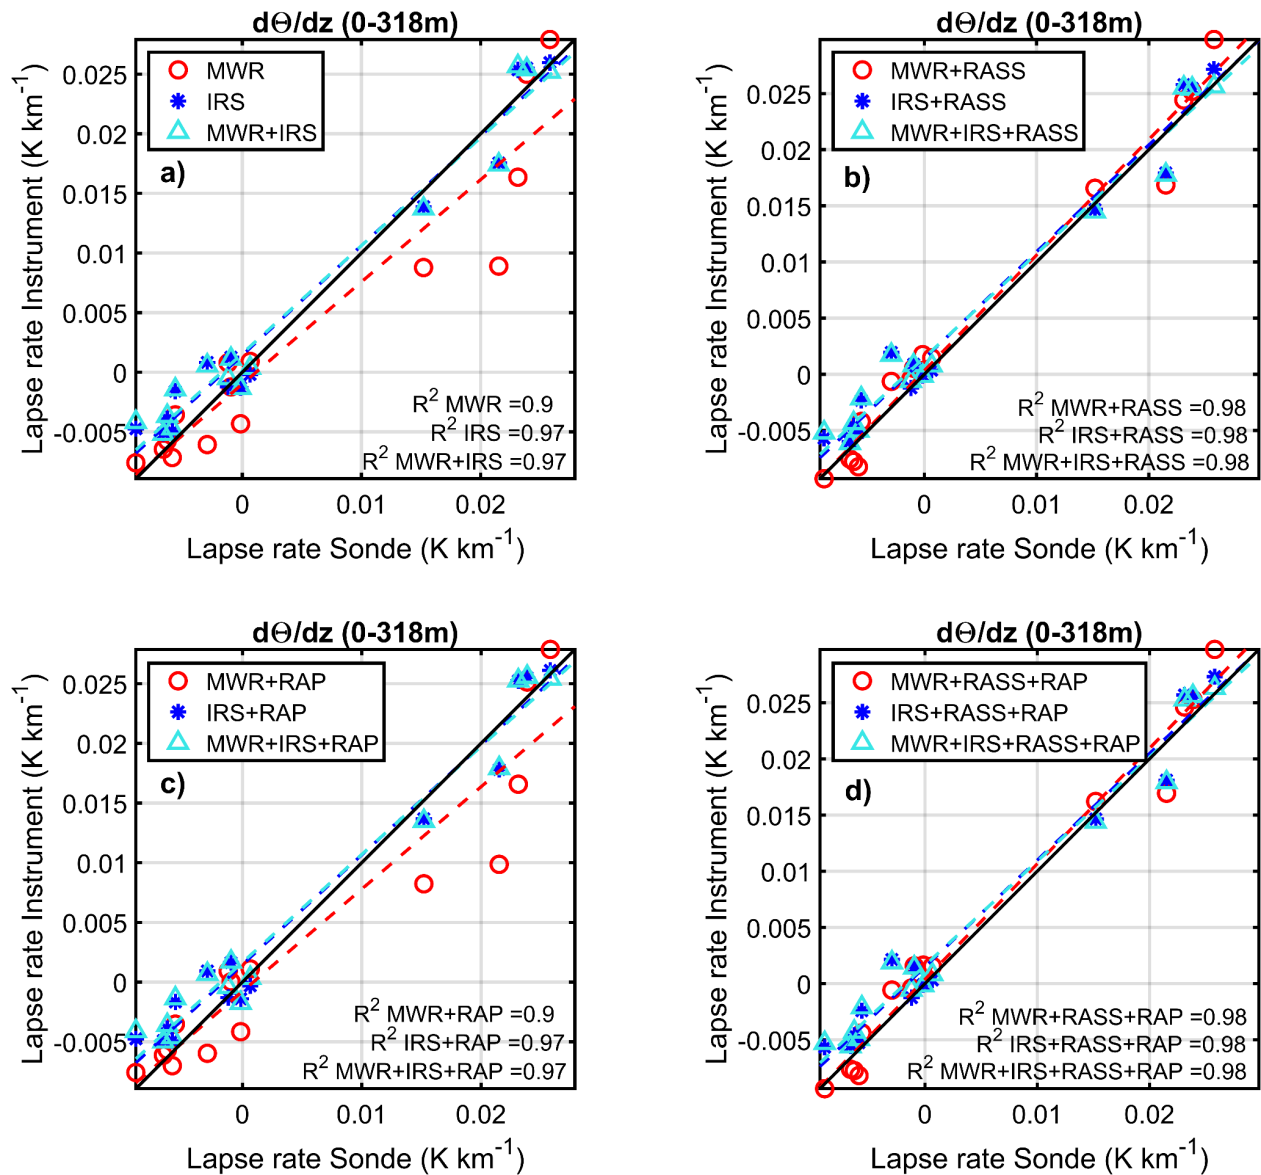 dΘ/dz (0-318m)
Lapse rate Instrument (K km⁻¹)
0.025
0.02
0.015
0.01
0.005
0
-0.005
MWR
IRS
MWR+IRS
a)
R² MWR =0.9
R² IRS =0.97
R² MWR+IRS =0.97
0 0.01 0.02
Lapse rate Sonde (K km⁻¹)
dΘ/dz (0-318m)
Lapse rate Instrument (K km⁻¹)
0.025
0.02
0.015
0.01
0.005
0
-0.005
MWR+RASS
IRS+RASS
MWR+IRS+RASS
b)
R² MWR+RASS =0.98
R² IRS+RASS =0.98
R² MWR+IRS+RASS =0.98
0 0.01 0.02
Lapse rate Sonde (K km⁻¹)
dΘ/dz (0-318m)
Lapse rate Instrument (K km⁻¹)
0.025
0.02
0.015
0.01
0.005
0
-0.005
MWR+RAP
IRS+RAP
MWR+IRS+RAP
c)
R² MWR+RAP =0.9
R² IRS+RAP =0.97
R² MWR+IRS+RAP =0.97
0 0.01 0.02
Lapse rate Sonde (K km⁻¹)
dΘ/dz (0-318m)
Lapse rate Instrument (K km⁻¹)
0.025
0.02
0.015
0.01
0.005
0
-0.005
MWR+RASS+RAP
IRS+RASS+RAP
MWR+IRS+RASS+RAP
d)
R² MWR+RASS+RAP =0.98
R² IRS+RASS+RAP =0.98
R² MWR+IRS+RASS+RAP =0.98
0 0.01 0.02
Lapse rate Sonde (K km⁻¹)